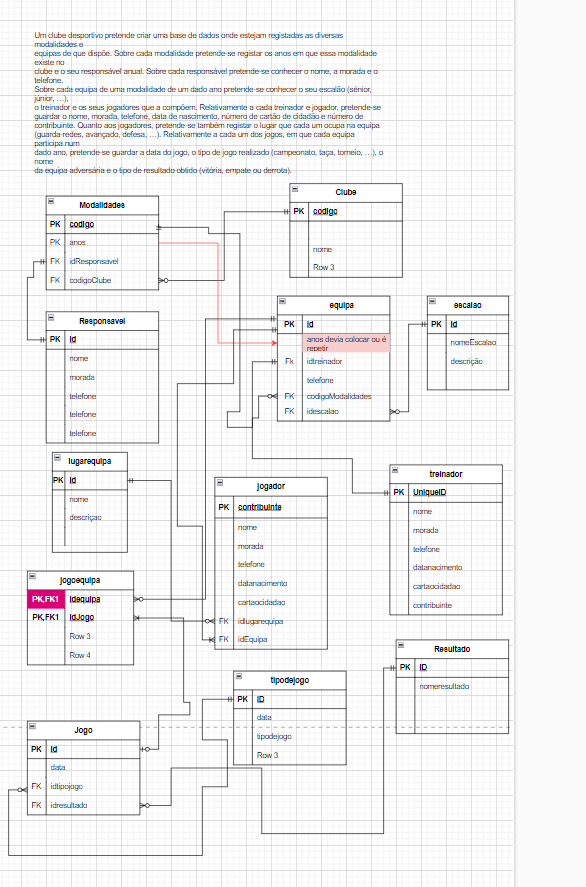 Um clube desportivo pretende criar uma base de dados onde estejam registadas as diversas
modalidades e
equipas de que dispõe. Sobre cada modalidade pretende-se registar os anos em que essa modalidade
existe no
clube e o seu responsável anual. Sobre cada responsável pretende-se conhecer o nome, a morada e o
telefone.
Sobre cada equipa de uma modalidade de um dado ano pretende-se conhecer o seu escalão (sénior,
júnior, ...),
o treinador e os seus jogadores que a compõem. Relativamente a cada treinador e jogador, pretende-se
guardar o nome, morada, telefone, data de nascimento, número de cartão de cidadão e número de
contribuinte. Quanto aos jogadores, pretende-se também registar o lugar que cada um ocupa na equipa
(guarda-redes, avançado, defesa, ...). Relativamente a cada um dos jogos, em que cada equipa
participa num
dado ano, pretende-se guardar a data do jogo, o tipo de jogo realizado (campeonato, taça, torneio, ...), o
nome
da equipa adversária e o tipo de resultado obtido (vitória, empate ou derrota).
Clube
PK codigo
nome
Row 3
Modalidades
PK codigo
PK anos
FK idResponsavel
FK codigoClube
equipa
PK id
anos devia colocar ou é
repetir
Fk idtreinador
telefone
FK codigoModalidades
FK idescalao
escalao
PK id
nomeEscalao
descrição
Responsavel
PK id
nome
morada
telefone
telefone
telefone
lugarequipa
PK id
nome
descriçao
jogador
PK contribuinte
nome
morada
telefone
datanacimento
cartaocidadao
FK idlugarequipa
FK idEquipa
treinador
PK UniqueID
nome
morada
telefone
datanacimento
cartaocidadao
contribuinte
jogoequipa
PK,FK1 idequipa
PK,FK1 idJogo
Row 3
Row 4
Resultado
PK ID
nomeresultado
tipodejogo
PK ID
data
tipodejogo
Row 3
Jogo
PK id
data
FK idtipojogo
FK idresultado